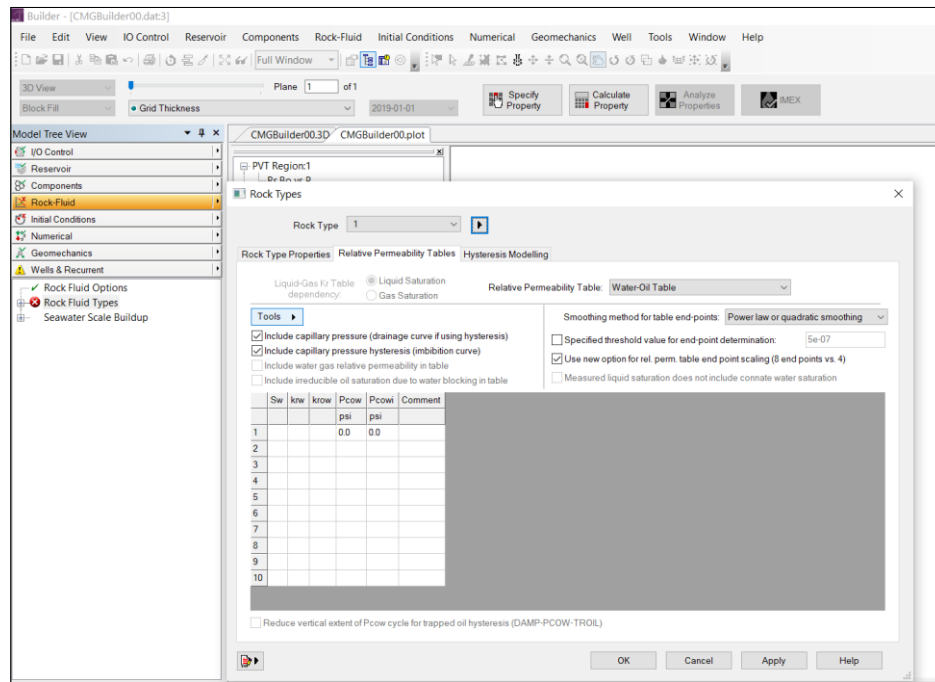 Builder - [CMGBuilder00.dat:3]
File Edit View IO Control Reservoir Components Rock-Fluid Initial Conditions Numerical Geomechanics Well Tools Window Help
Full Window
3D View Plane 1 of1
Block Fill Grid Thickness 2019-01-01
Specify Property
Calculate Property
Analyze Properties
IMEX
Model Tree View
CMGBuilder00.3D CMGBuilder00.plot
I/O Control
Reservoir
Components
Rock-Fluid
Initial Conditions
Numerical
Geomechanics
Wells & Recurrent
Rock Fluid Options
Rock Fluid Types
Seawater Scale Buildup
PVT Region:1
Rock Types
Rock Type 1
Rock Type Properties Relative Permeability Tables Hysteresis Modelling
Liquid-Gas Kr Table dependency:
Liquid Saturation
Gas Saturation
Relative Permeability Table: Water-Oil Table
Tools
Smoothing method for table end-points: Power law or quadratic smoothing
Include capillary pressure (drainage curve if using hysteresis)
Specified threshold value for end-point determination: 5e-07
Include capillary pressure hysteresis (imbibition curve)
Use new option for rel. perm. table end point scaling (8 end points vs. 4)
Include water gas relative permeability in table
Include irreducible oil saturation due to water blocking in table
Measured liquid saturation does not include connate water saturation
Sw krw krow Pcow Pcowi Comment
psi psi
1 0.0 0.0
2
3
4
5
6
7
8
9
10
Reduce vertical extent of Pcow cycle for trapped oil hysteresis (DAMP-PCOW-TROIL)
OK Cancel Apply Help